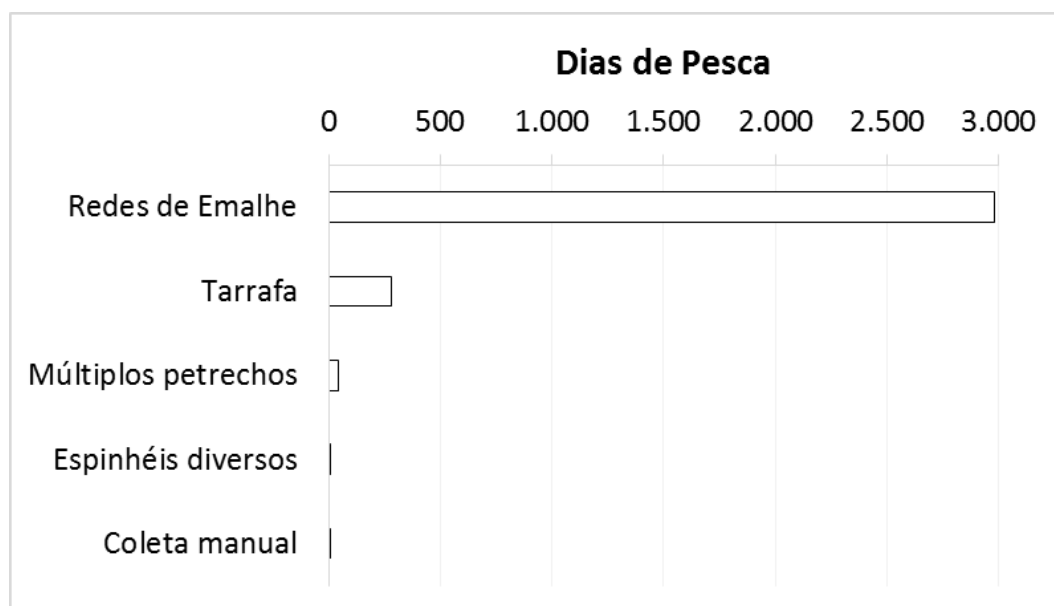 Dias de Pesca
0 500 1.000 1.500 2.000 2.500 3.000
Redes de Emalhe
Tarrafa
Múltiplos petrechos
Espinhéis diversos
Coleta manual